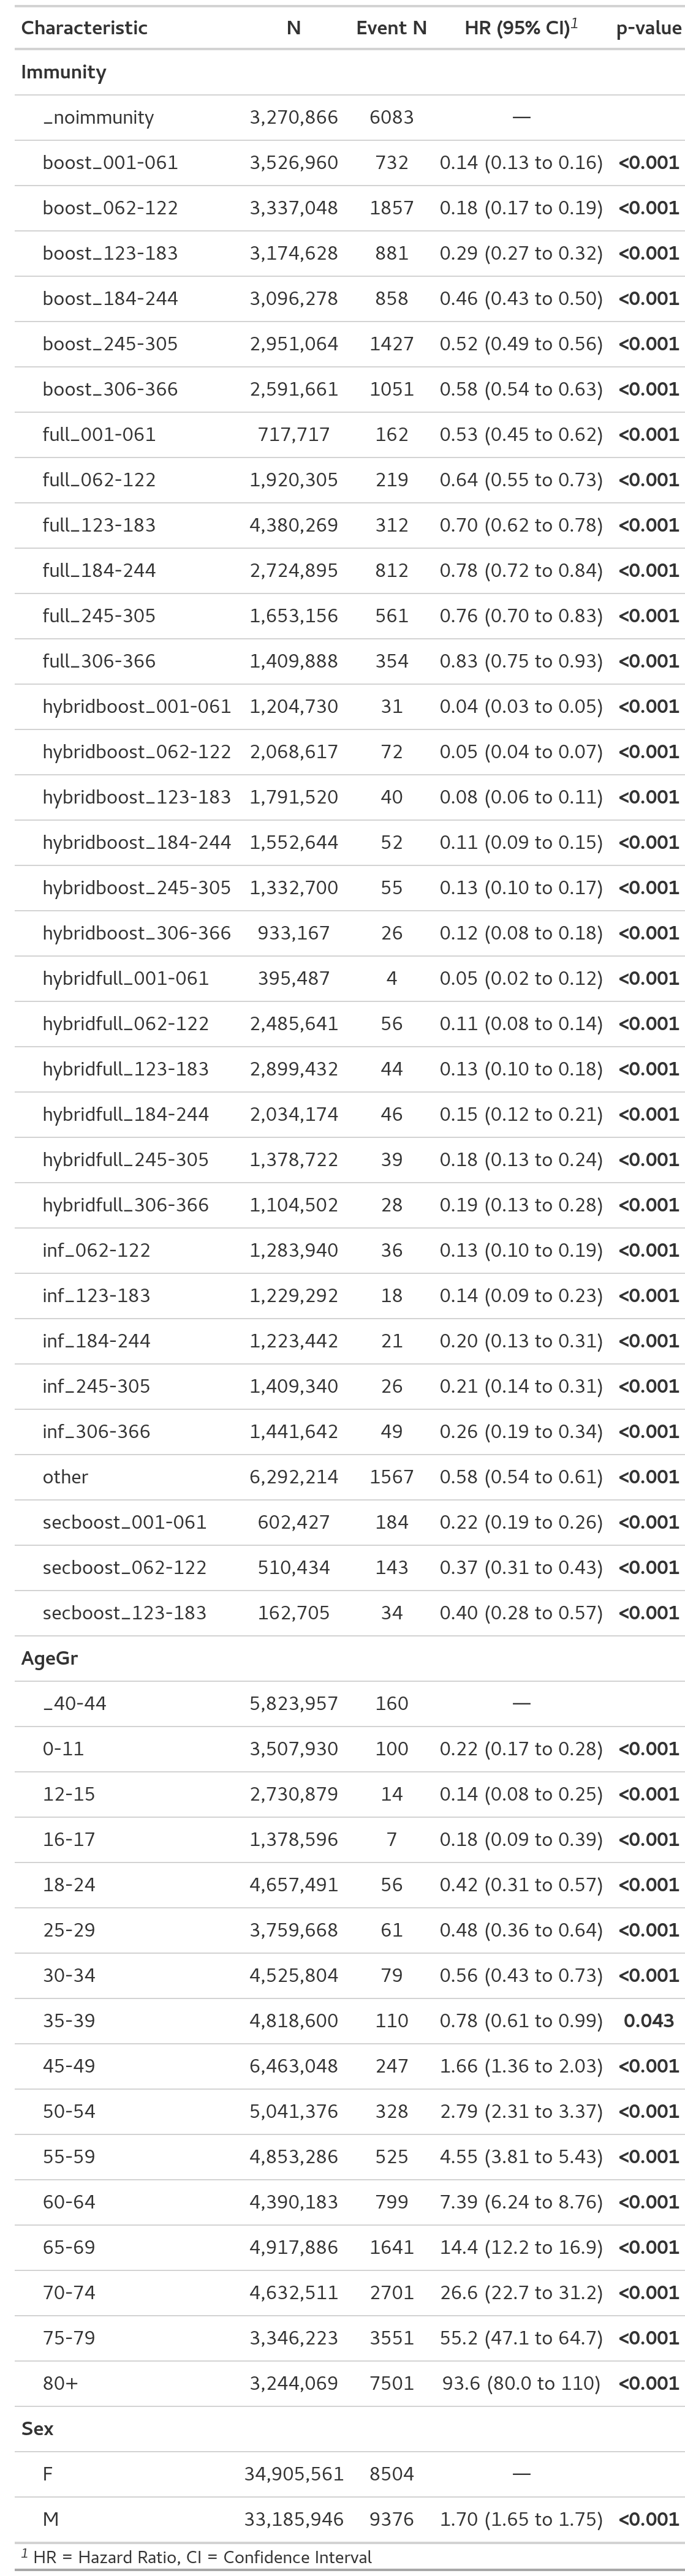 Characteristic N Event N HR (95% CI)1 p-value
Immunity
_noimmunity 3,270,866 6083 —
boost_001-061 3,526,960 732 0.14 (0.13 to 0.16) <0.001
boost_062-122 3,337,048 1857 0.18 (0.17 to 0.19) <0.001
boost_123-183 3,174,628 881 0.29 (0.27 to 0.32) <0.001
boost_184-244 3,096,278 858 0.46 (0.43 to 0.50) <0.001
boost_245-305 2,951,064 1427 0.52 (0.49 to 0.56) <0.001
boost_306-366 2,591,661 1051 0.58 (0.54 to 0.63) <0.001
full_001-061 717,717 162 0.53 (0.45 to 0.62) <0.001
full_062-122 1,920,305 219 0.64 (0.55 to 0.73) <0.001
full_123-183 4,380,269 312 0.70 (0.62 to 0.78) <0.001
full_184-244 2,724,895 812 0.78 (0.72 to 0.84) <0.001
full_245-305 1,653,156 561 0.76 (0.70 to 0.83) <0.001
full_306-366 1,409,888 354 0.83 (0.75 to 0.93) <0.001
hybridboost_001-061 1,204,730 31 0.04 (0.03 to 0.05) <0.001
hybridboost_062-122 2,068,617 72 0.05 (0.04 to 0.07) <0.001
hybridboost_123-183 1,791,520 40 0.08 (0.06 to 0.11) <0.001
hybridboost_184-244 1,552,644 52 0.11 (0.09 to 0.15) <0.001
hybridboost_245-305 1,332,700 55 0.13 (0.10 to 0.17) <0.001
hybridboost_306-366 933,167 26 0.12 (0.08 to 0.18) <0.001
hybridfull_001-061 395,487 4 0.05 (0.02 to 0.12) <0.001
hybridfull_062-122 2,485,641 56 0.11 (0.08 to 0.14) <0.001
hybridfull_123-183 2,899,432 44 0.13 (0.10 to 0.18) <0.001
hybridfull_184-244 2,034,174 46 0.15 (0.12 to 0.21) <0.001
hybridfull_245-305 1,378,722 39 0.18 (0.13 to 0.24) <0.001
hybridfull_306-366 1,104,502 28 0.19 (0.13 to 0.28) <0.001
inf_062-122 1,283,940 36 0.13 (0.10 to 0.19) <0.001
inf_123-183 1,229,292 18 0.14 (0.09 to 0.23) <0.001
inf_184-244 1,223,442 21 0.20 (0.13 to 0.31) <0.001
inf_245-305 1,409,340 26 0.21 (0.14 to 0.31) <0.001
inf_306-366 1,441,642 49 0.26 (0.19 to 0.34) <0.001
other 6,292,214 1567 0.58 (0.54 to 0.61) <0.001
secboost_001-061 602,427 184 0.22 (0.19 to 0.26) <0.001
secboost_062-122 510,434 143 0.37 (0.31 to 0.43) <0.001
secboost_123-183 162,705 34 0.40 (0.28 to 0.57) <0.001
AgeGr
_40-44 5,823,957 160 —
0-11 3,507,930 100 0.22 (0.17 to 0.28) <0.001
12-15 2,730,879 14 0.14 (0.08 to 0.25) <0.001
16-17 1,378,596 7 0.18 (0.09 to 0.39) <0.001
18-24 4,657,491 56 0.42 (0.31 to 0.57) <0.001
25-29 3,759,668 61 0.48 (0.36 to 0.64) <0.001
30-34 4,525,804 79 0.56 (0.43 to 0.73) <0.001
35-39 4,818,600 110 0.78 (0.61 to 0.99) 0.043
45-49 6,463,048 247 1.66 (1.36 to 2.03) <0.001
50-54 5,041,376 328 2.79 (2.31 to 3.37) <0.001
55-59 4,853,286 525 4.55 (3.81 to 5.43) <0.001
60-64 4,390,183 799 7.39 (6.24 to 8.76) <0.001
65-69 4,917,886 1641 14.4 (12.2 to 16.9) <0.001
70-74 4,632,511 2701 26.6 (22.7 to 31.2) <0.001
75-79 3,346,223 3551 55.2 (47.1 to 64.7) <0.001
80+ 3,244,069 7501 93.6 (80.0 to 110) <0.001
Sex
F 34,905,561 8504 —
M 33,185,946 9376 1.70 (1.65 to 1.75) <0.001
1 HR = Hazard Ratio, CI = Confidence Interval